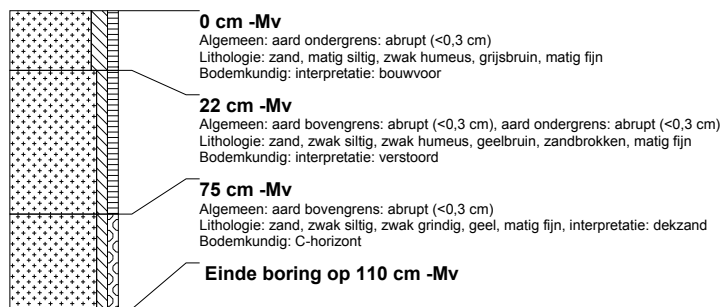 0 cm -Mv
Algemeen: aard ondergrens: abrupt (<0,3 cm)
Lithologie: zand, matig siltig, zwak humeus, grijsbruin, matig fijn
Bodemkundig: interpretatie: bouwvoor
22 cm -Mv
Algemeen: aard bovengrens: abrupt (<0,3 cm), aard ondergrens: abrupt (<0,3 cm)
Lithologie: zand, zwak siltig, zwak humeus, geelbruin, zandbrokken, matig fijn
Bodemkundig: interpretatie: verstoord
75 cm -Mv
Algemeen: aard bovengrens: abrupt (<0,3 cm)
Lithologie: zand, zwak siltig, zwak grindig, geel, matig fijn, interpretatie: dekzand
Bodemkundig: C-horizont
Einde boring op 110 cm -Mv